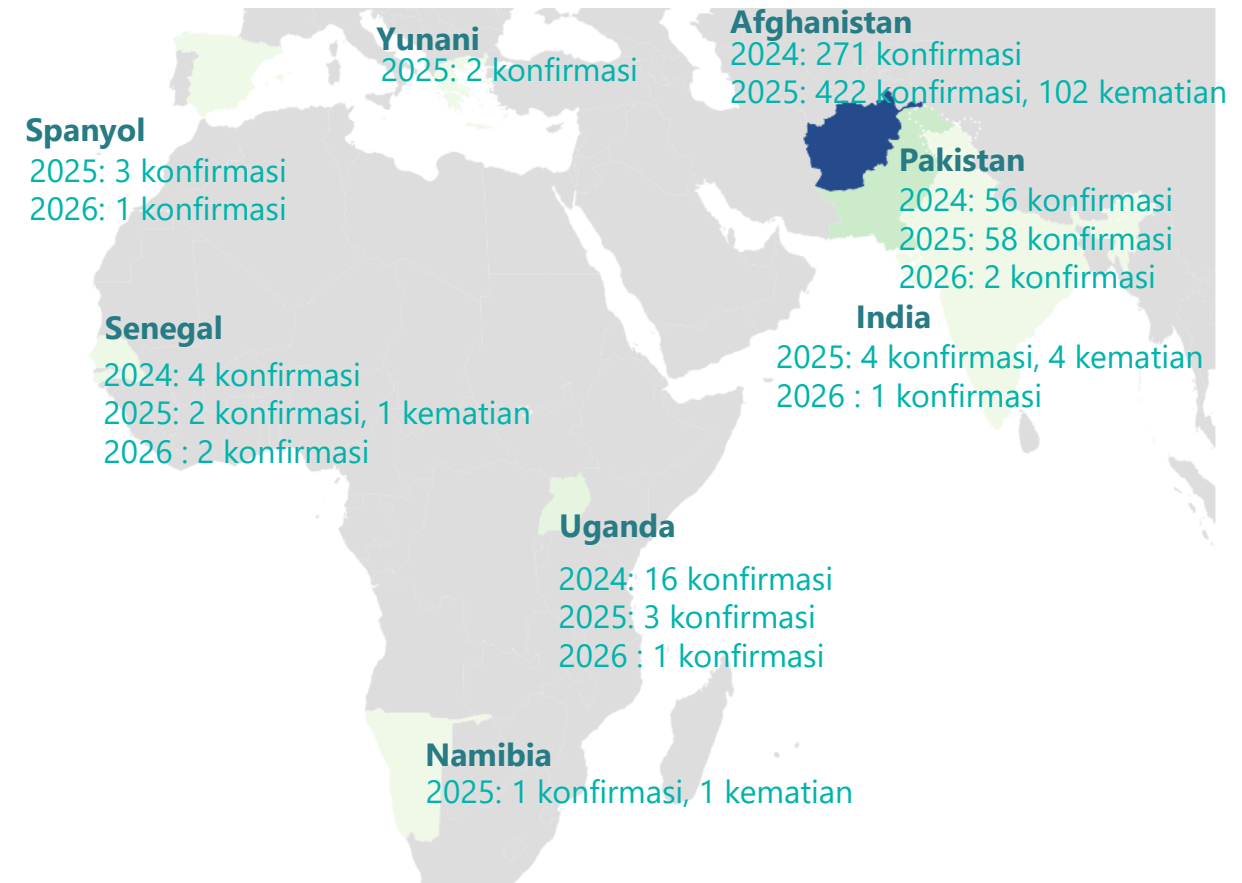 Yunani
2025: 2 konfirmasi
Afghanistan
2024: 271 konfirmasi
2025: 422 konfirmasi, 102 kematian
Spanyol
2025: 3 konfirmasi
2026: 1 konfirmasi
Pakistan
2024: 56 konfirmasi
2025: 58 konfirmasi
2026: 2 konfirmasi
India
2025: 4 konfirmasi, 4 kematian
2026 : 1 konfirmasi
Senegal
2024: 4 konfirmasi
2025: 2 konfirmasi, 1 kematian
2026 : 2 konfirmasi
Uganda
2024: 16 konfirmasi
2025: 3 konfirmasi
2026 : 1 konfirmasi
Namibia
2025: 1 konfirmasi, 1 kematian